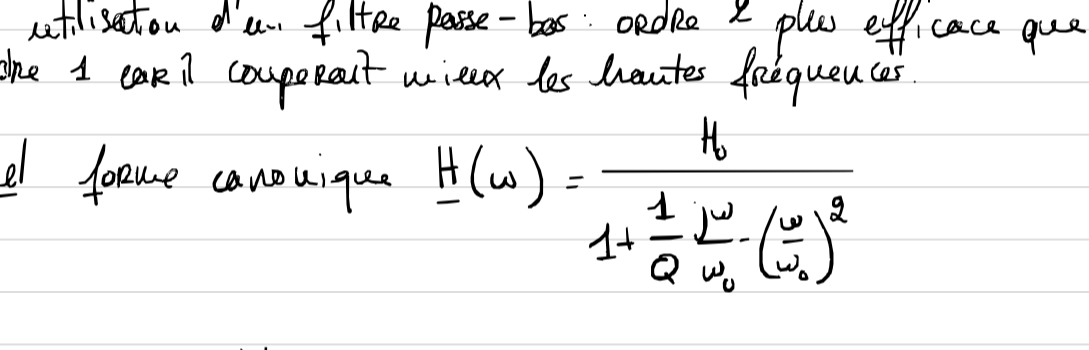 utilisation d'un filtre passe-bas : ordre 2 plus efficace que
dre 1 car il couperait mieux les hautes fréquences.
e) forme canonique H(ω) = H₀ / (1 + 1/Q jω/ω₀ - (ω/ω₀)²)